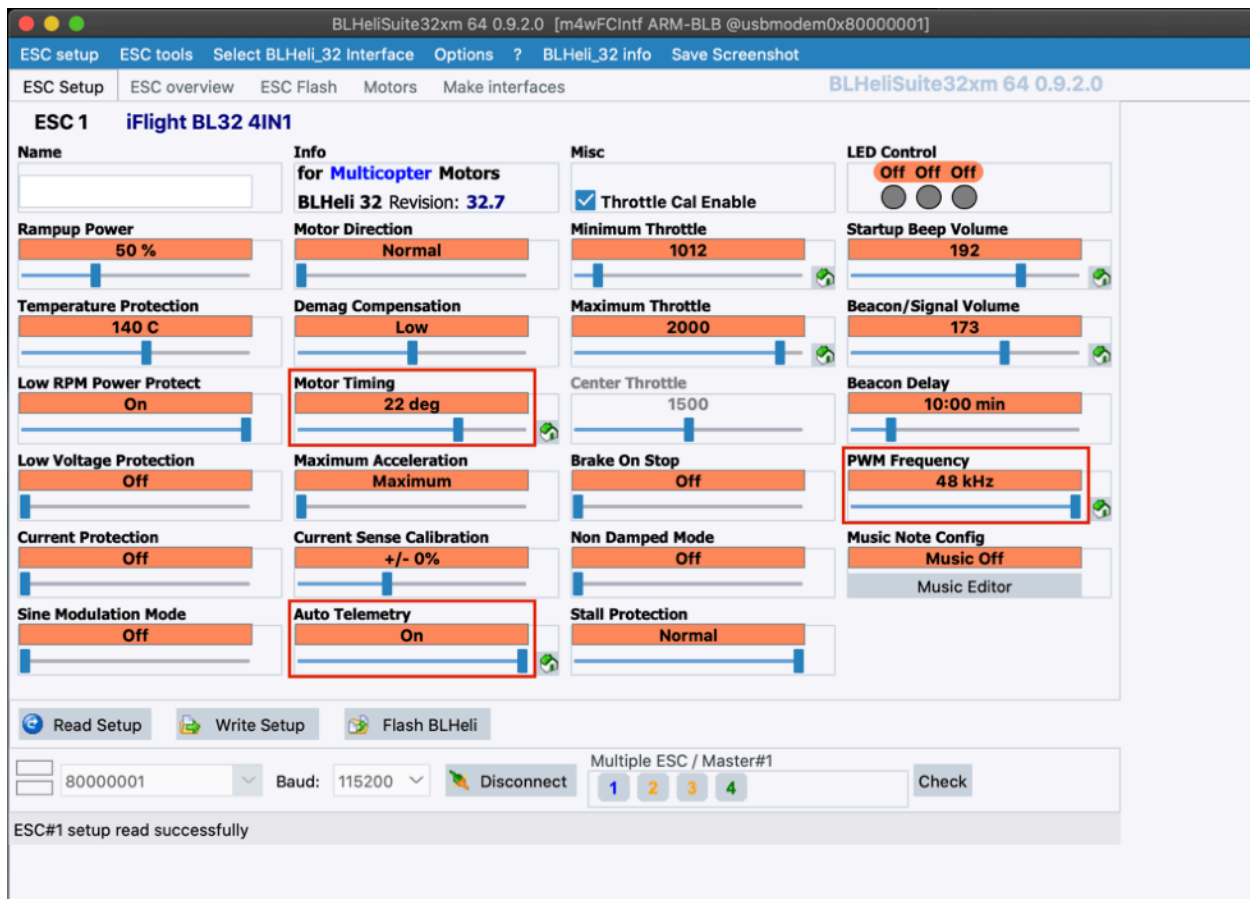 BLHeliSuite32xm 64 0.9.2.0 [m4wFCIntf ARM-BLB @usbmodem0x80000001]
ESC setup ESC tools Select BLHeli_32 Interface Options ? BLHeli_32 info Save Screenshot
ESC Setup ESC overview ESC Flash Motors Make interfaces BLHeliSuite32xm 64 0.9.2.0
ESC 1 iFlight BL32 4IN1
Name Info Misc LED Control
for Multicopter Motors Off Off Off
BLHeli 32 Revision: 32.7 Throttle Cal Enable
Rampup Power Motor Direction Minimum Throttle Startup Beep Volume
50 % Normal 1012 192
Temperature Protection Demag Compensation Maximum Throttle Beacon/Signal Volume
140 C Low 2000 173
Low RPM Power Protect Motor Timing Center Throttle Beacon Delay
On 22 deg 1500 10:00 min
Low Voltage Protection Maximum Acceleration Brake On Stop PWM Frequency
Off Maximum Off 48 kHz
Current Protection Current Sense Calibration Non Damped Mode Music Note Config
Off +/- 0% Off Music Off
Music Editor
Sine Modulation Mode Auto Telemetry Stall Protection
Off On Normal
Read Setup Write Setup Flash BLHeli
Multiple ESC / Master#1
80000001 Baud: 115200 Disconnect 1 2 3 4 Check
ESC#1 setup read successfully